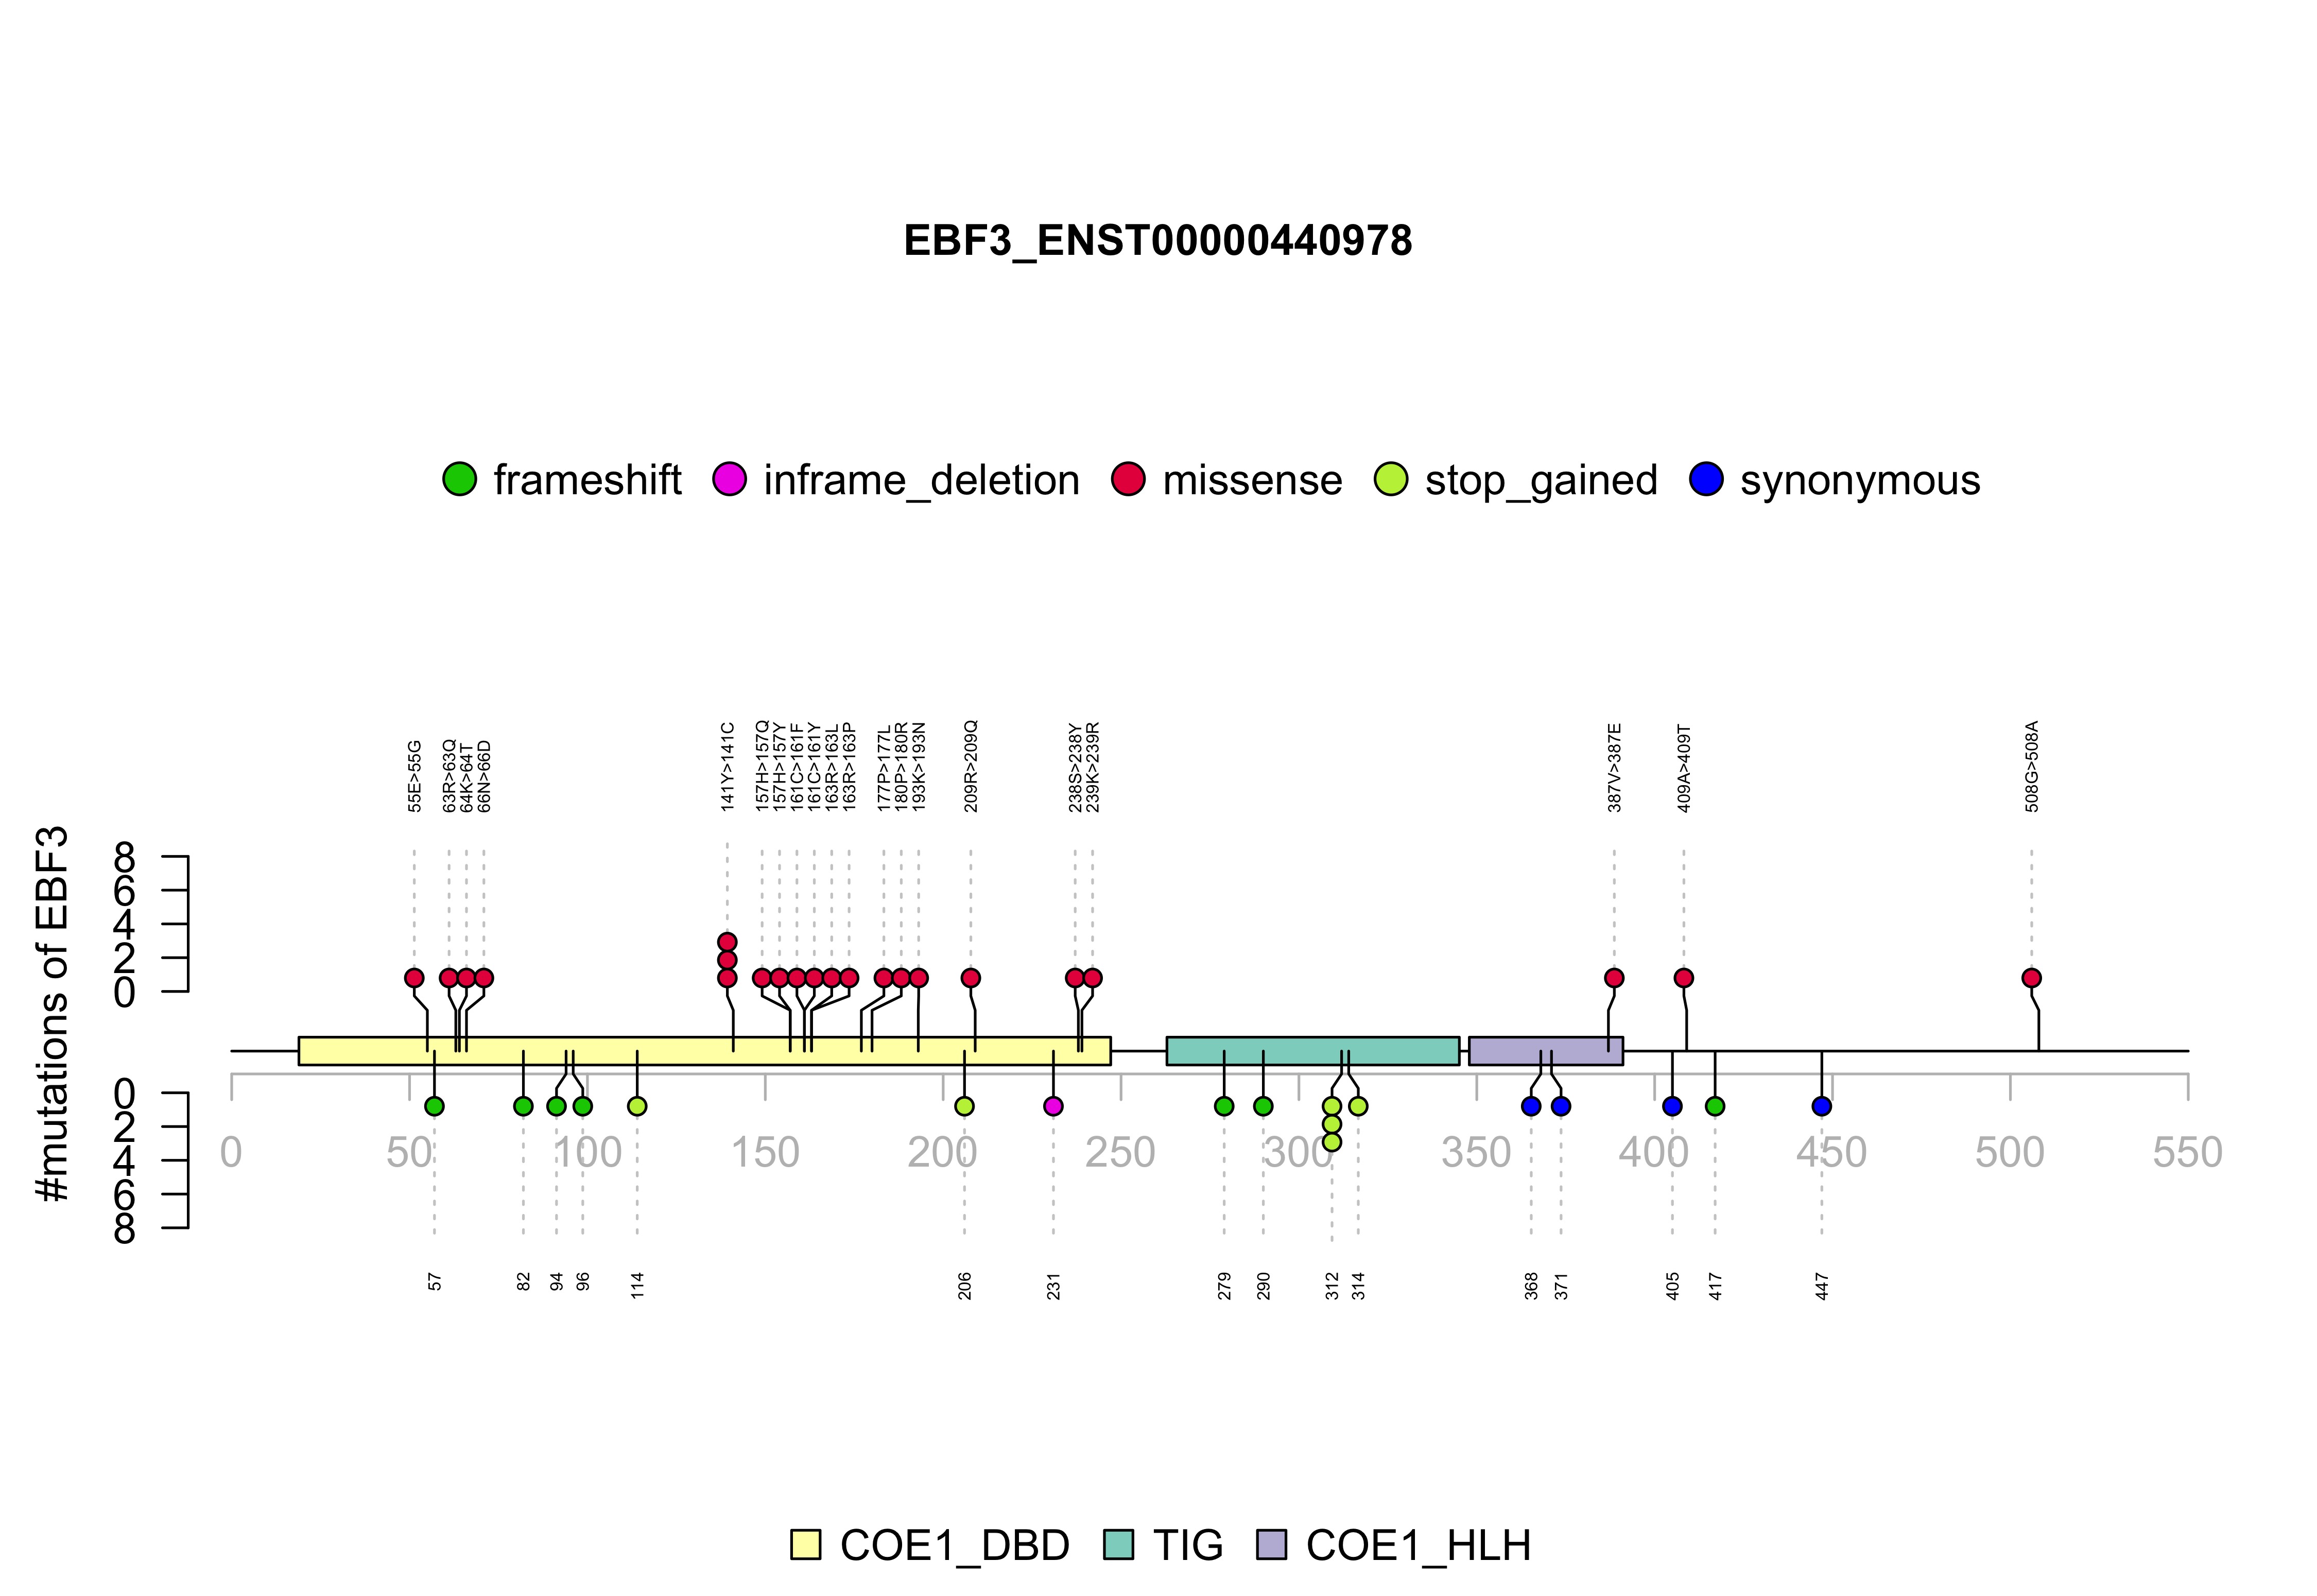 EBF3_ENST00000440978
frameshift inframe_deletion missense stop_gained synonymous
55E>55G
63R>63Q
64K>64T
66N>66D
141Y>141C
157H>157Q
157H>157Y
161C>161F
161C>161Y
163R>163L
163R>163P
177P>177L
180P>180R
193K>193N
209R>209Q
238S>238Y
239K>239R
387V>387E
409A>409T
508G>508A
#mutations of EBF3
8
6
4
2
0
0
2
4
6
8
0 50 100 150 200 250 300 350 400 450 500 550
57
82
94
96
114
206
231
279
290
312
314
368
371
405
417
447
COE1_DBD TIG COE1_HLH